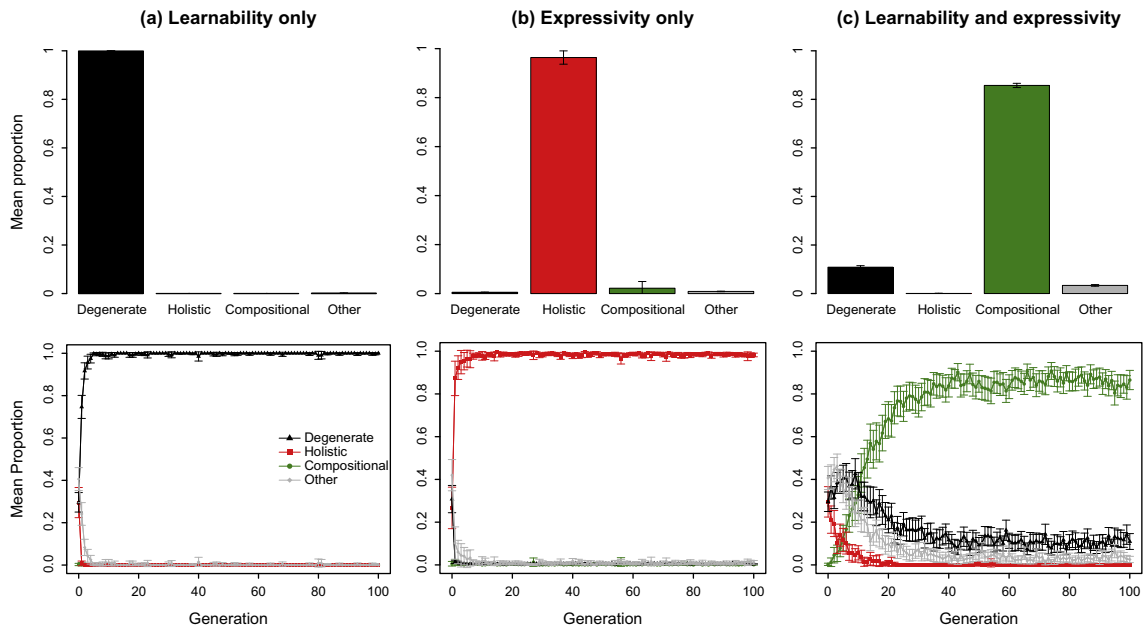 (a) Learnability only
(b) Expressivity only
(c) Learnability and expressivity
Mean proportion
1
0.8
0.6
0.4
0.2
0
Degenerate Holistic Compositional Other
1
0.8
0.6
0.4
0.2
0
Degenerate Holistic Compositional Other
1
0.8
0.6
0.4
0.2
0
Degenerate Holistic Compositional Other
Mean Proportion
1.0
0.8
0.6
0.4
0.2
0.0
Degenerate
Holistic
Compositional
Other
0 20 40 60 80 100
Generation
1.0
0.8
0.6
0.4
0.2
0.0
0 20 40 60 80 100
Generation
1.0
0.8
0.6
0.4
0.2
0.0
0 20 40 60 80 100
Generation